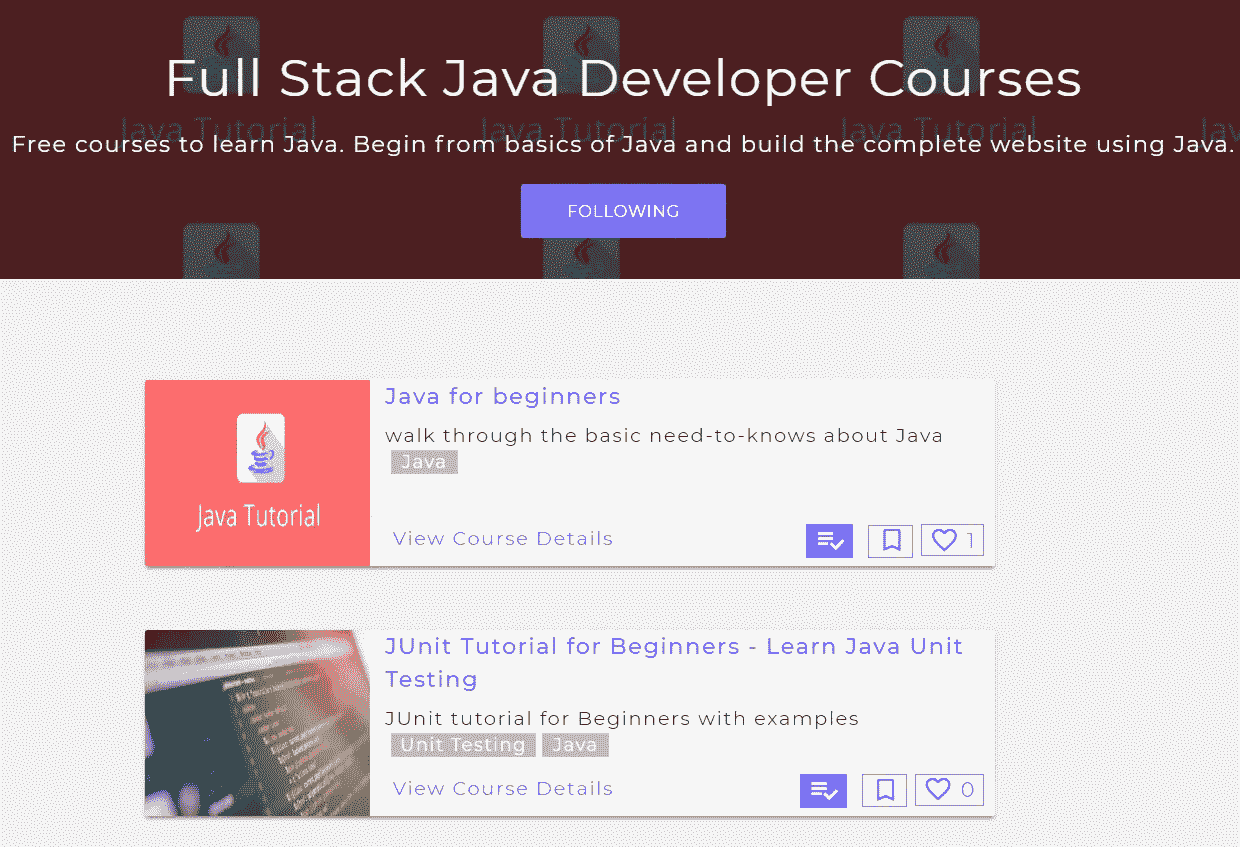 Full Stack Java Developer Courses
Java Tutorial Java Tutorial Java Tutorial
Free courses to learn Java. Begin from basics of Java and build the complete website using Java.
FOLLOWING
Java for beginners
walk through the basic need-to-knows about Java
Java
Java Tutorial
View Course Details
1
JUnit Tutorial for Beginners - Learn Java Unit
Testing
JUnit tutorial for Beginners with examples
Unit Testing Java
View Course Details
0